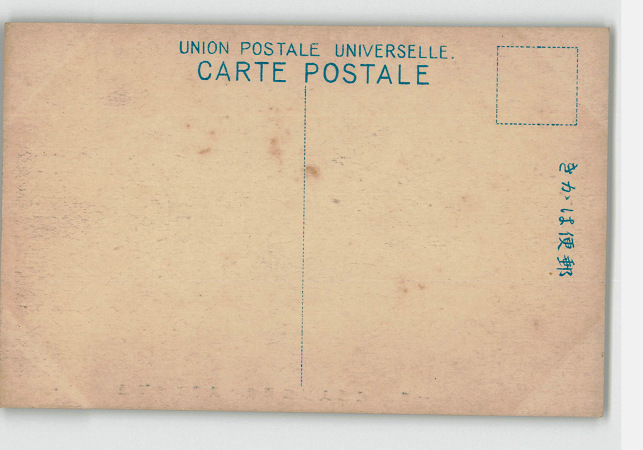 UNION POSTALE UNIVERSELLE.
CARTE POSTALE
きがは便郵